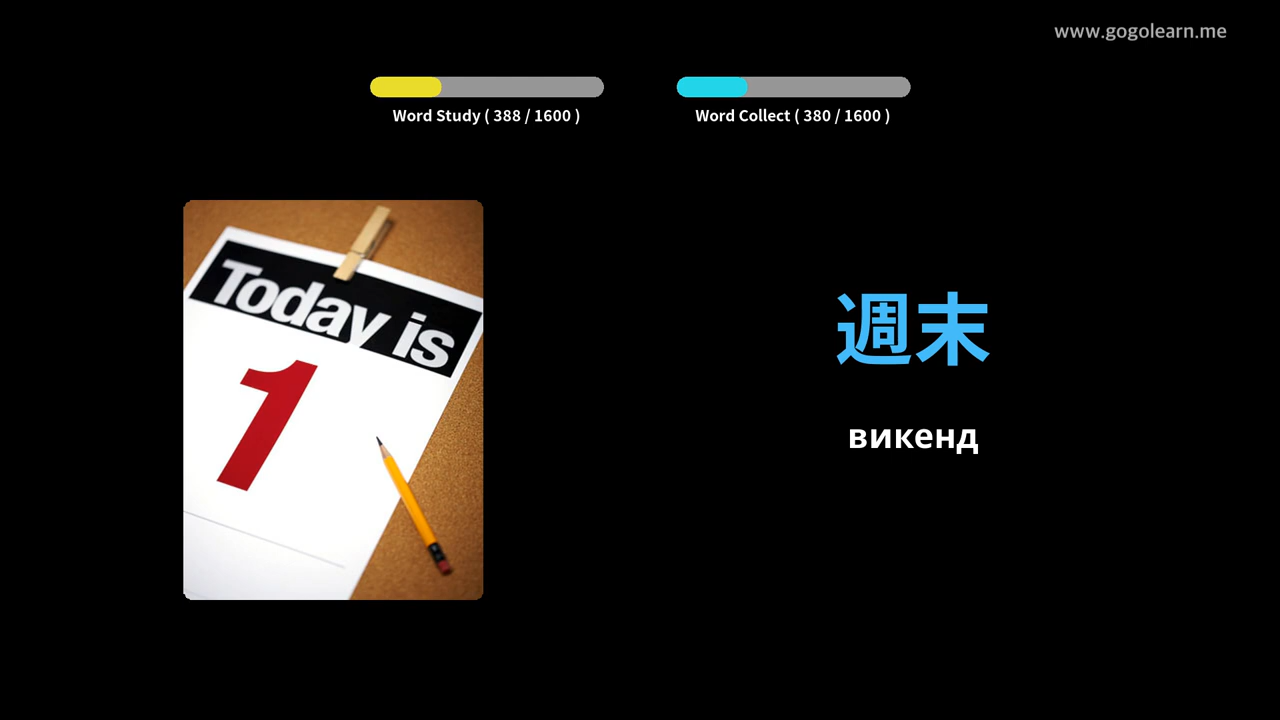 www.gogolearn.me
Word Study ( 388 / 1600 )
Word Collect ( 380 / 1600 )
Today is
1
週末
викенд